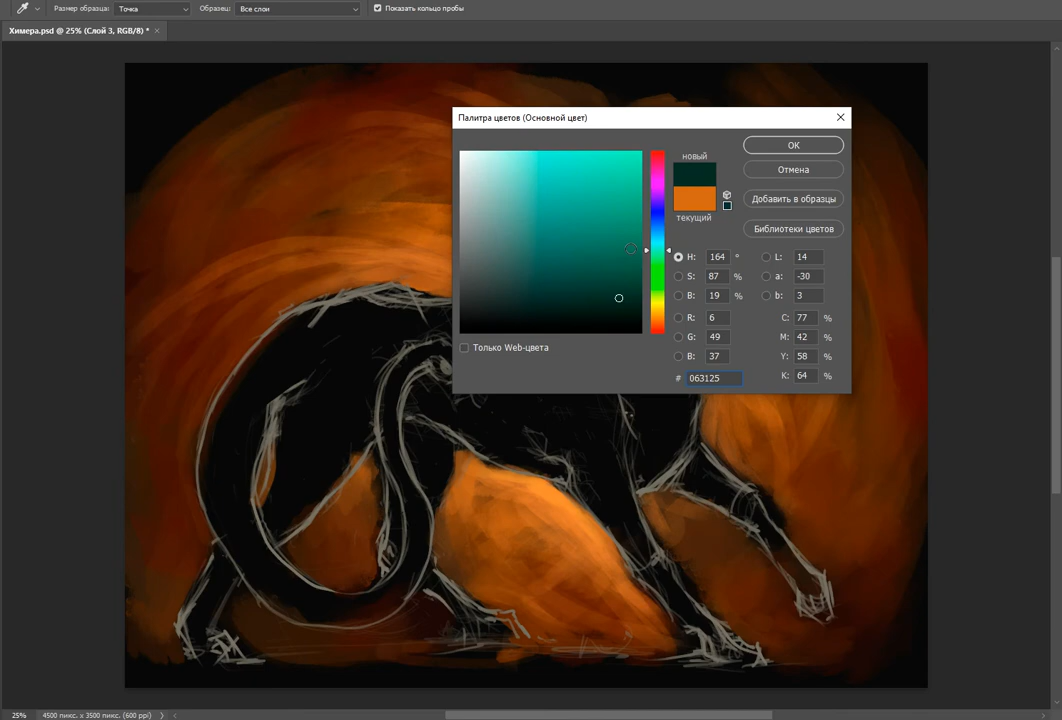 Размер образца: Точка Образец: Все слои Показать кольцо пробы
Химера.psd @ 25% (Слой 3, RGB/8) * ×
Палитра цветов (Основной цвет)
новый
текущий
ОК
Отмена
Добавить в образцы
Библиотеки цветов
H: 164 ° L: 14
S: 87 % a: -30
B: 19 % b: 3
R: 6 C: 77 %
G: 49 M: 42 %
B: 37 Y: 58 %
# 063125 K: 64 %
Только Web-цвета
25% 4500 пикс. x 3500 пикс. (600 ppi)